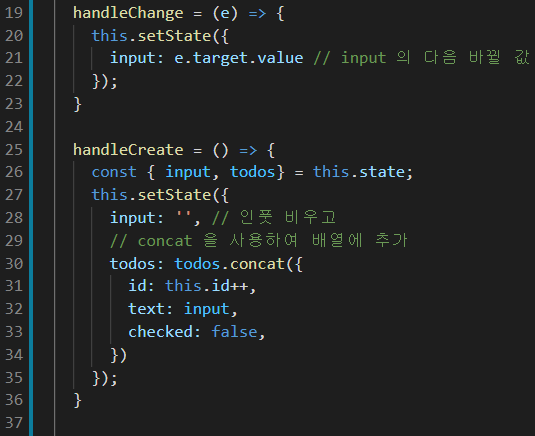 19 handleChange = (e) => {
20 this.setState({
21 input: e.target.value // input 의 다음 바뀔 값
22 });
23 }
24
25 handleCreate = () => {
26 const { input, todos} = this.state;
27 this.setState({
28 input: '', // 인풋 비우고
29 // concat 을 사용하여 배열에 추가
30 todos: todos.concat({
31 id: this.id++,
32 text: input,
33 checked: false,
34 })
35 });
36 }
37